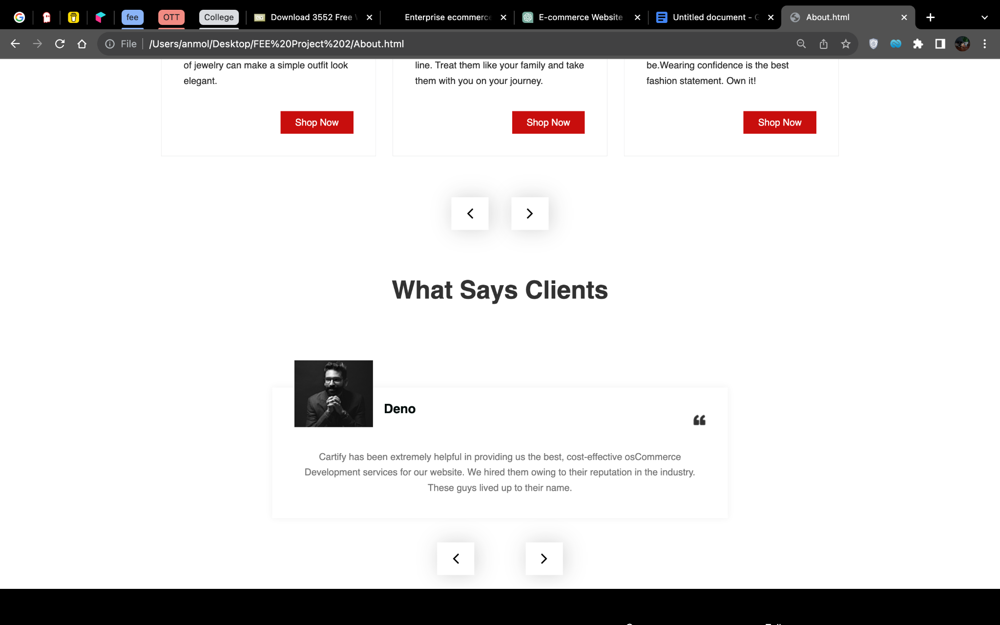 fee
OTT
College
Download 3552 Free
Enterprise ecommerce
E-commerce Website
Untitled document -
About.html
File
/Users/anmol/Desktop/FEE%20Project%202/About.html
of jewelry can make a simple outfit look
elegant.
Shop Now
line. Treat them like your family and take
them with you on your journey.
Shop Now
be.Wearing confidence is the best
fashion statement. Own it!
Shop Now
What Says Clients
Deno
Cartify has been extremely helpful in providing us the best, cost-effective osCommerce
Development services for our website. We hired them owing to their reputation in the industry.
These guys lived up to their name.